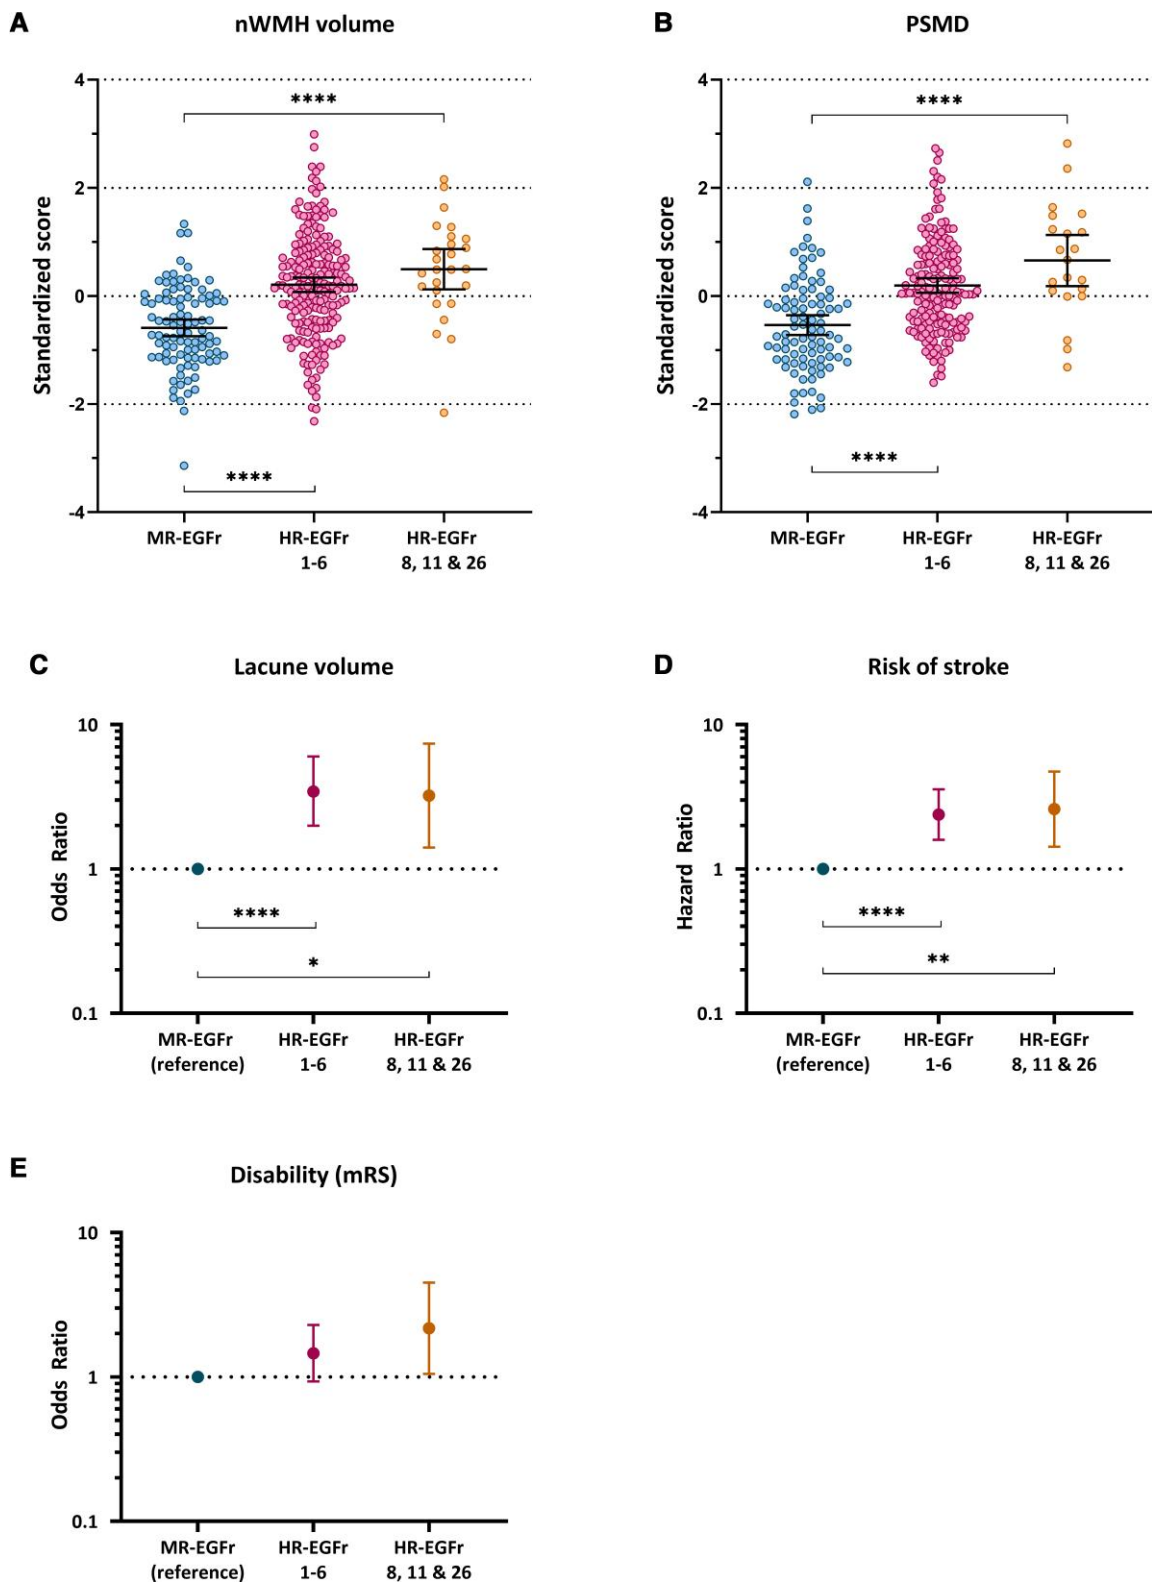 A
nWMH volume
Standardized score
4
2
0
-2
-4
****
****
MR-EGFr
HR-EGFr
1-6
HR-EGFr
8, 11 & 26
B
PSMD
Standardized score
4
2
0
-2
-4
****
****
MR-EGFr
HR-EGFr
1-6
HR-EGFr
8, 11 & 26
C
Lacune volume
Odds Ratio
10
1
0.1
****
*
MR-EGFr
(reference)
HR-EGFr
1-6
HR-EGFr
8, 11 & 26
D
Risk of stroke
Hazard Ratio
10
1
0.1
****
**
MR-EGFr
(reference)
HR-EGFr
1-6
HR-EGFr
8, 11 & 26
E
Disability (mRS)
Odds Ratio
10
1
0.1
MR-EGFr
(reference)
HR-EGFr
1-6
HR-EGFr
8, 11 & 26